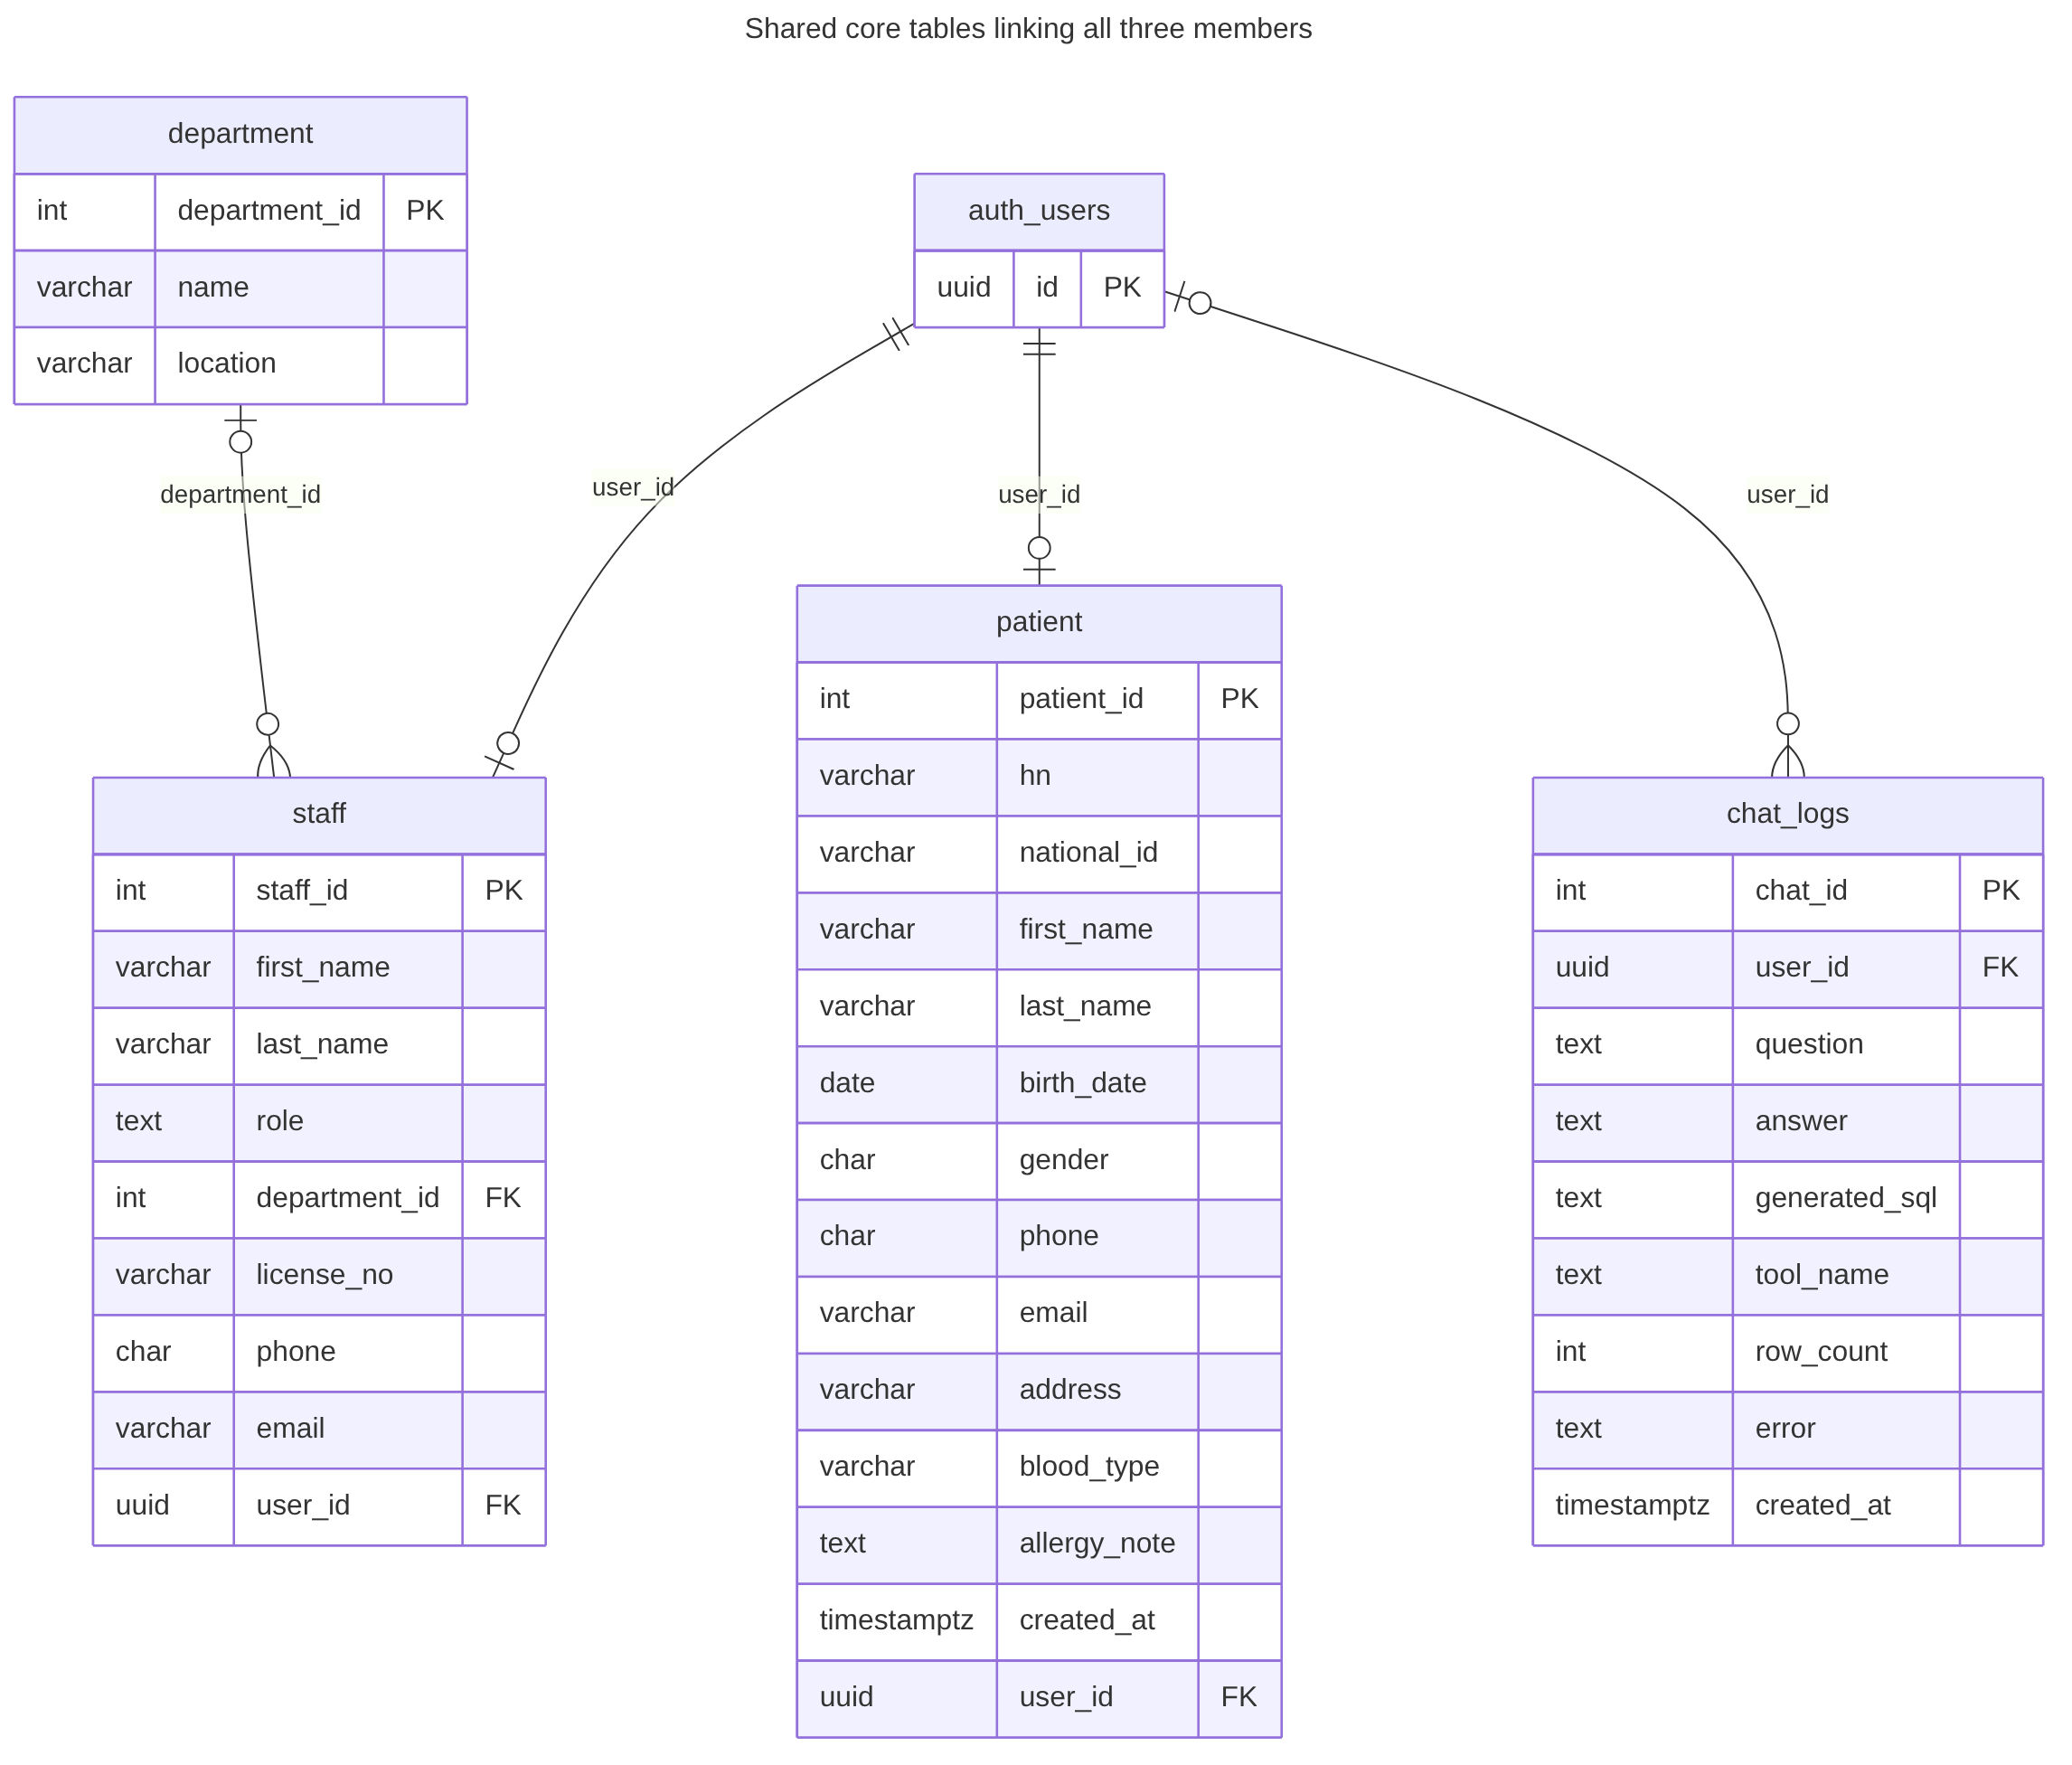 Shared core tables linking all three members
department
int department_id PK
varchar name
varchar location
auth_users
uuid id PK
department_id
user_id
user_id
user_id
staff
int staff_id PK
varchar first_name
varchar last_name
text role
int department_id FK
varchar license_no
char phone
varchar email
uuid user_id FK
patient
int patient_id PK
varchar hn
varchar national_id
varchar first_name
varchar last_name
date birth_date
char gender
char phone
varchar email
varchar address
varchar blood_type
text allergy_note
timestamptz created_at
uuid user_id FK
chat_logs
int chat_id PK
uuid user_id FK
text question
text answer
text generated_sql
text tool_name
int row_count
text error
timestamptz created_at